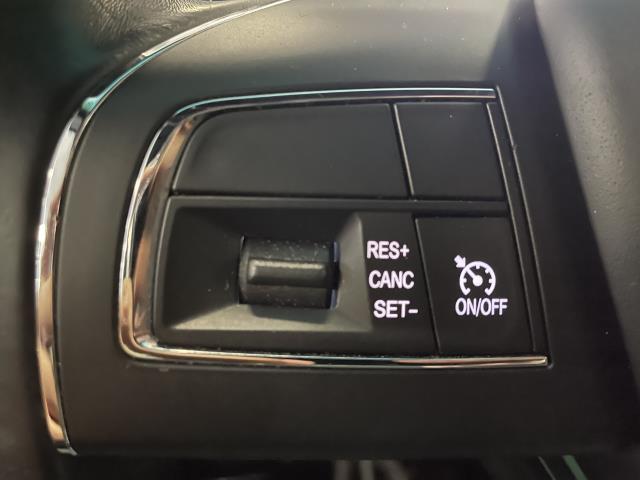 RES+
CANC
SET-
ON/OFF